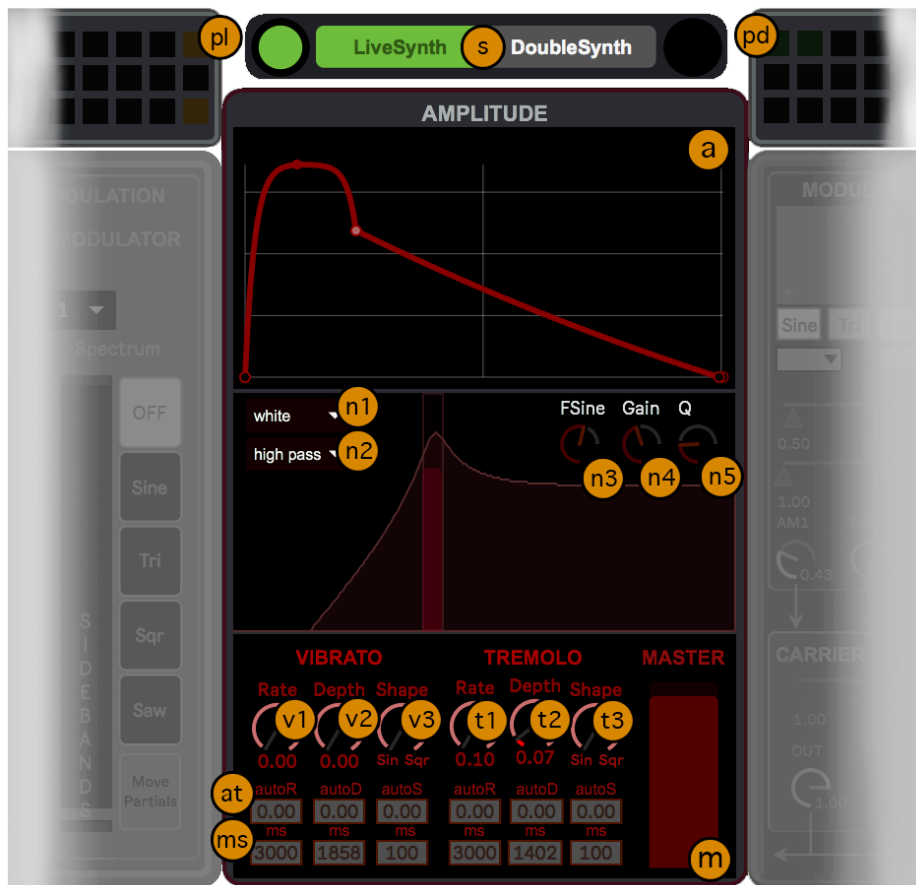 pl
LiveSynth s DoubleSynth
pd
AMPLITUDE
a
DULATION
MODULATOR
1
Spectrum
OFF
Sine
Tri
Sqr
Saw
Move
Partials
SIDEBANDS
white n1
high pass n2
FSine Gain Q
n3 n4 n5
VIBRATO
Rate Depth Shape
v1 v2 v3
0.00 0.00 Sin Sqr
autoR autoD autoS
at 0.00 0.00 0.00
ms ms ms
ms 3000 1858 100
TREMOLO
Rate Depth Shape
t1 t2 t3
0.10 0.07 Sin Sqr
autoR autoD autoS
0.00 0.00 0.00
ms ms ms
3000 1402 100
MASTER
m
Sine Tri
0.50
1.00
AM1
0.43
CARRIER
1.00
OUT
1.00